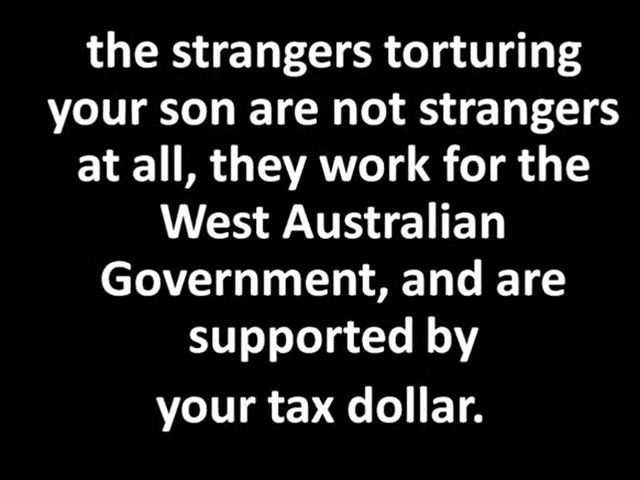 the strangers torturing
your son are not strangers
at all, they work for the
West Australian
Government, and are
supported by
your tax dollar.